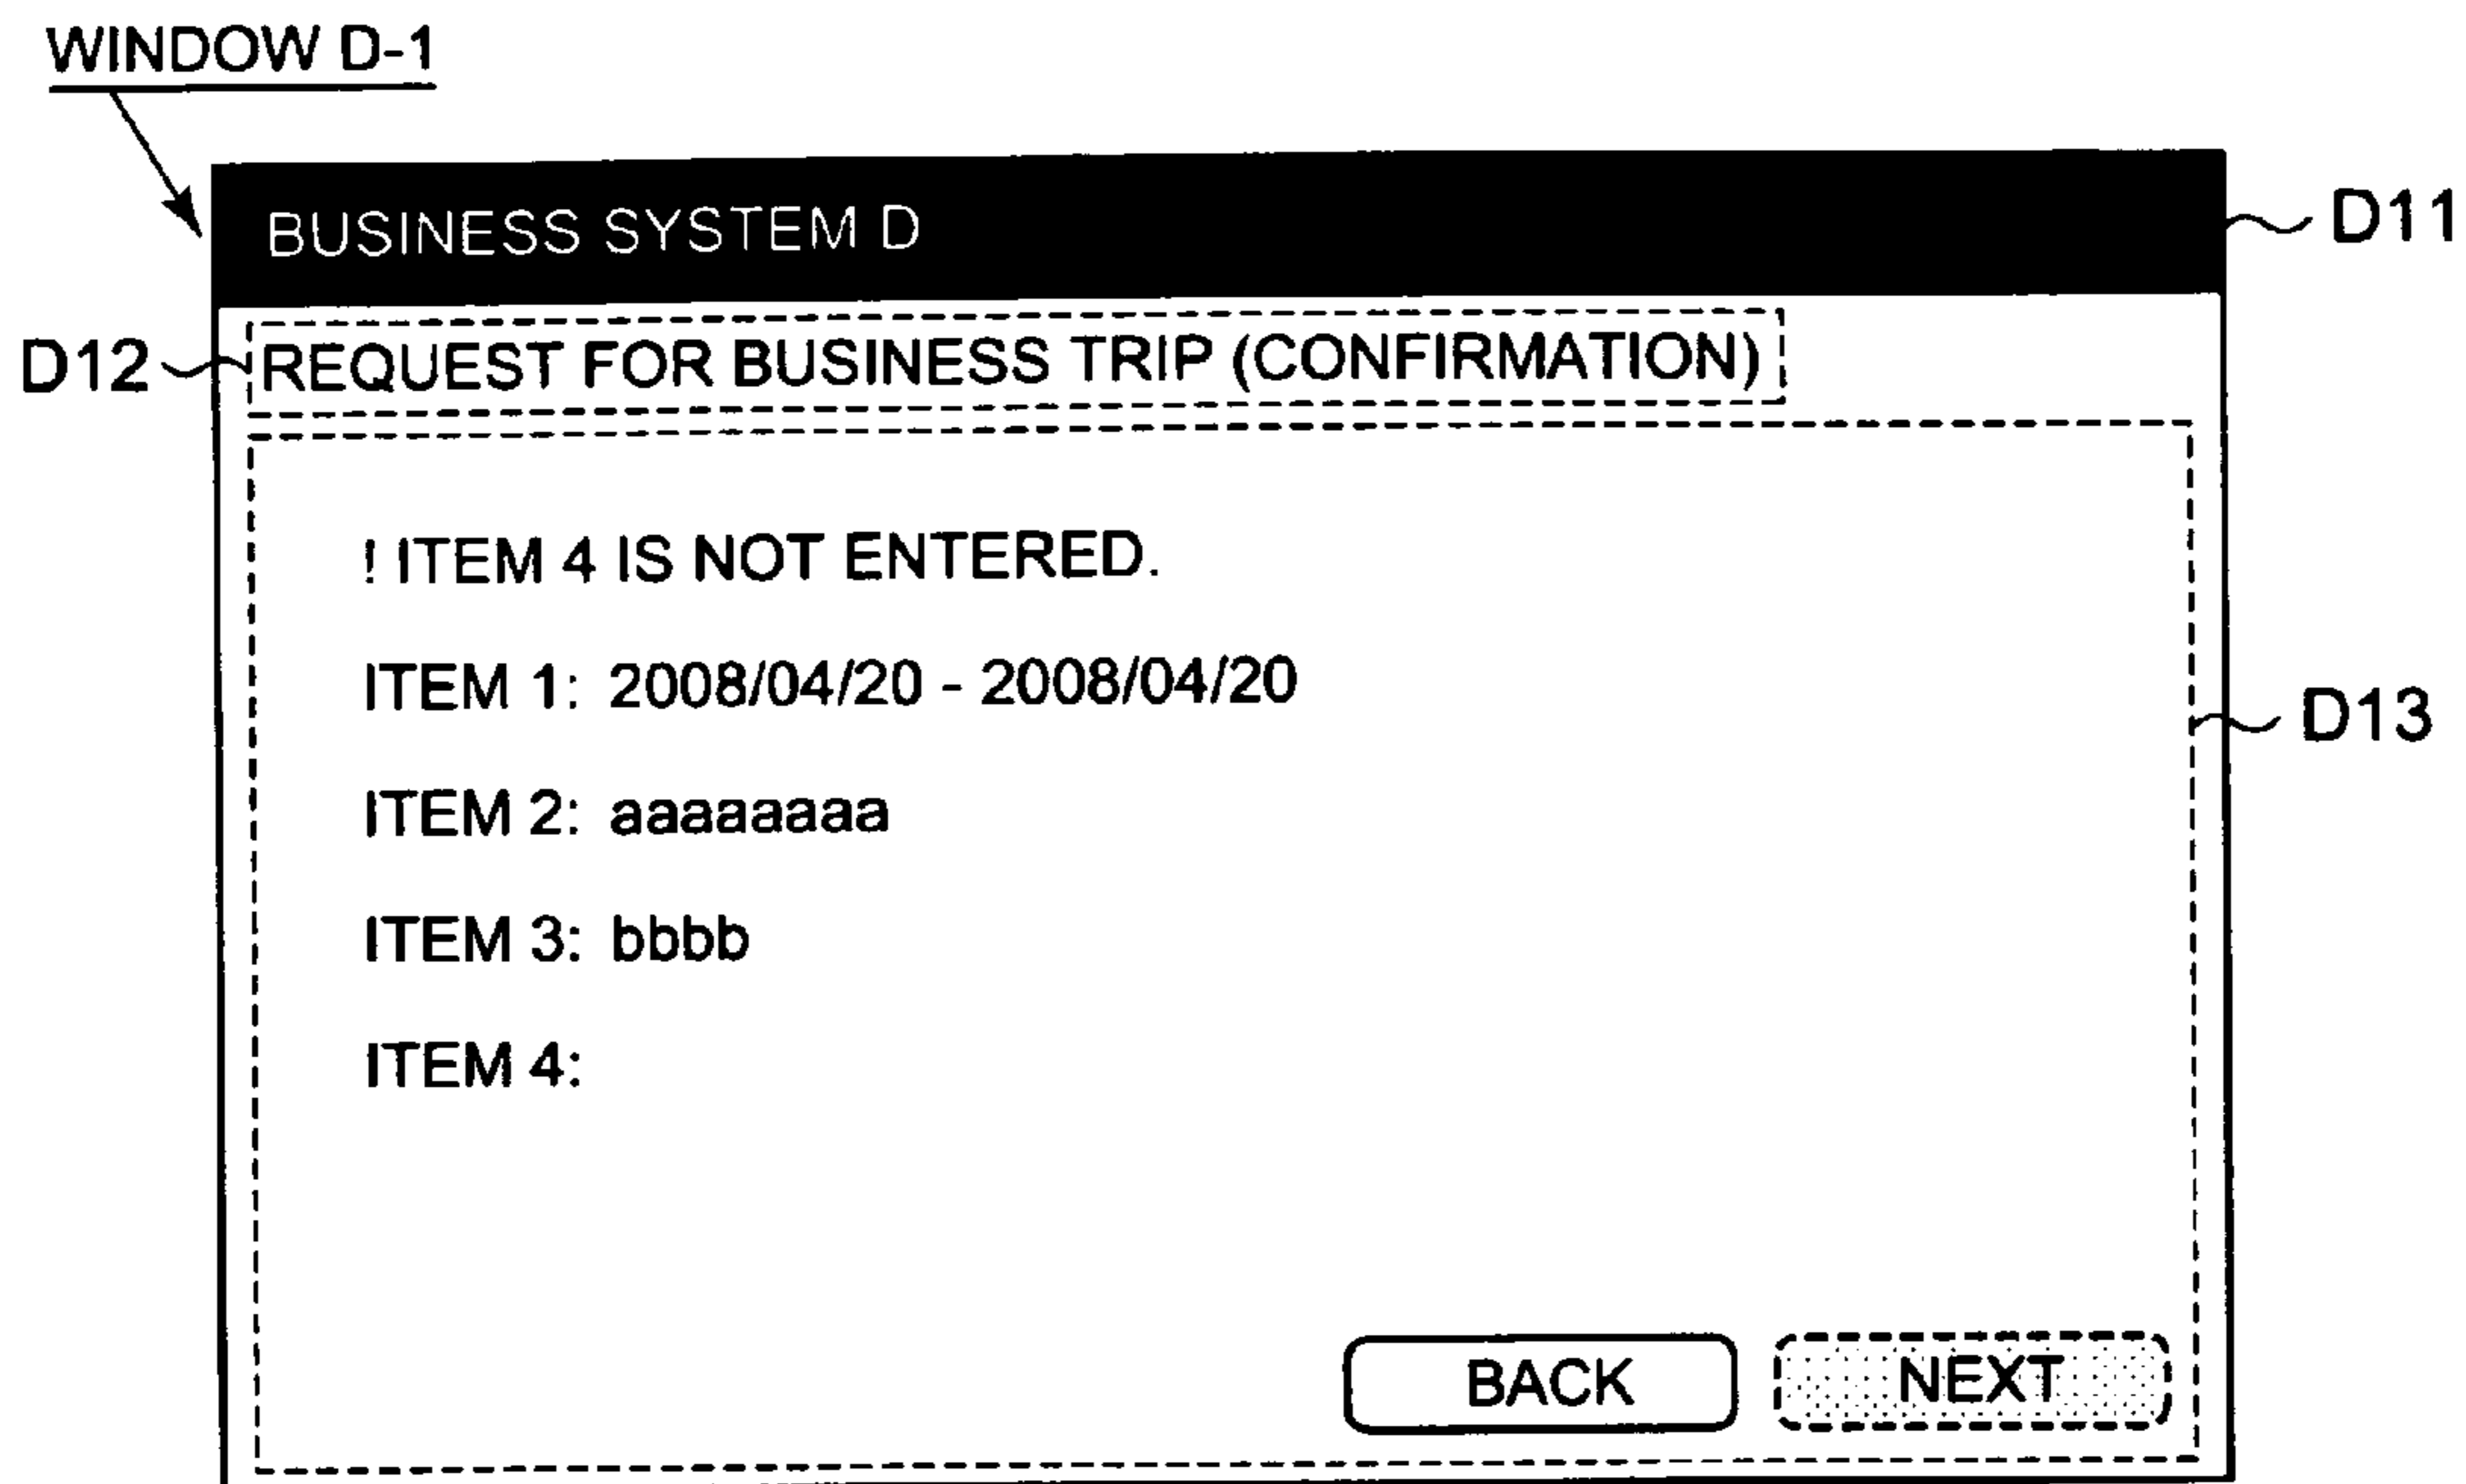 WINDOW D-1
BUSINESS SYSTEM D
D11
D12
REQUEST FOR BUSINESS TRIP (CONFIRMATION)
! ITEM 4 IS NOT ENTERED.
ITEM 1: 2008/04/20 - 2008/04/20
D13
ITEM 2: aaaaaaaa
ITEM 3: bbbb
ITEM 4:
BACK
NEXT